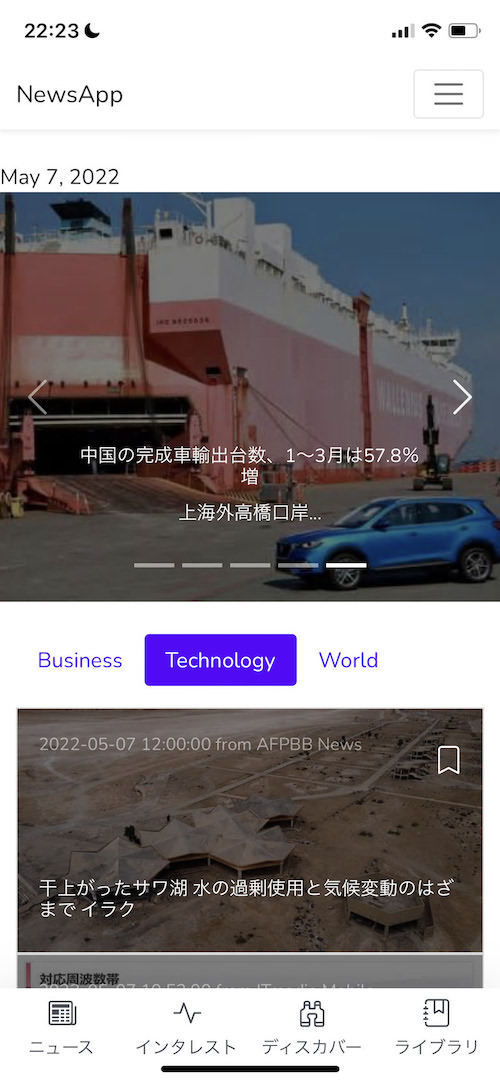 22:23
NewsApp
May 7, 2022
中国の完成車輸出台数、1〜3月は57.8%
増
上海外高橋口岸...
Business
Technology
World
2022-05-07 12:00:00 from AFPBB News
干上がったサワ湖 水の過剰使用と気候変動のはざ
まで イラク
対応周波数帯
ニュース
インタレスト
ディスカバー
ライブラリ